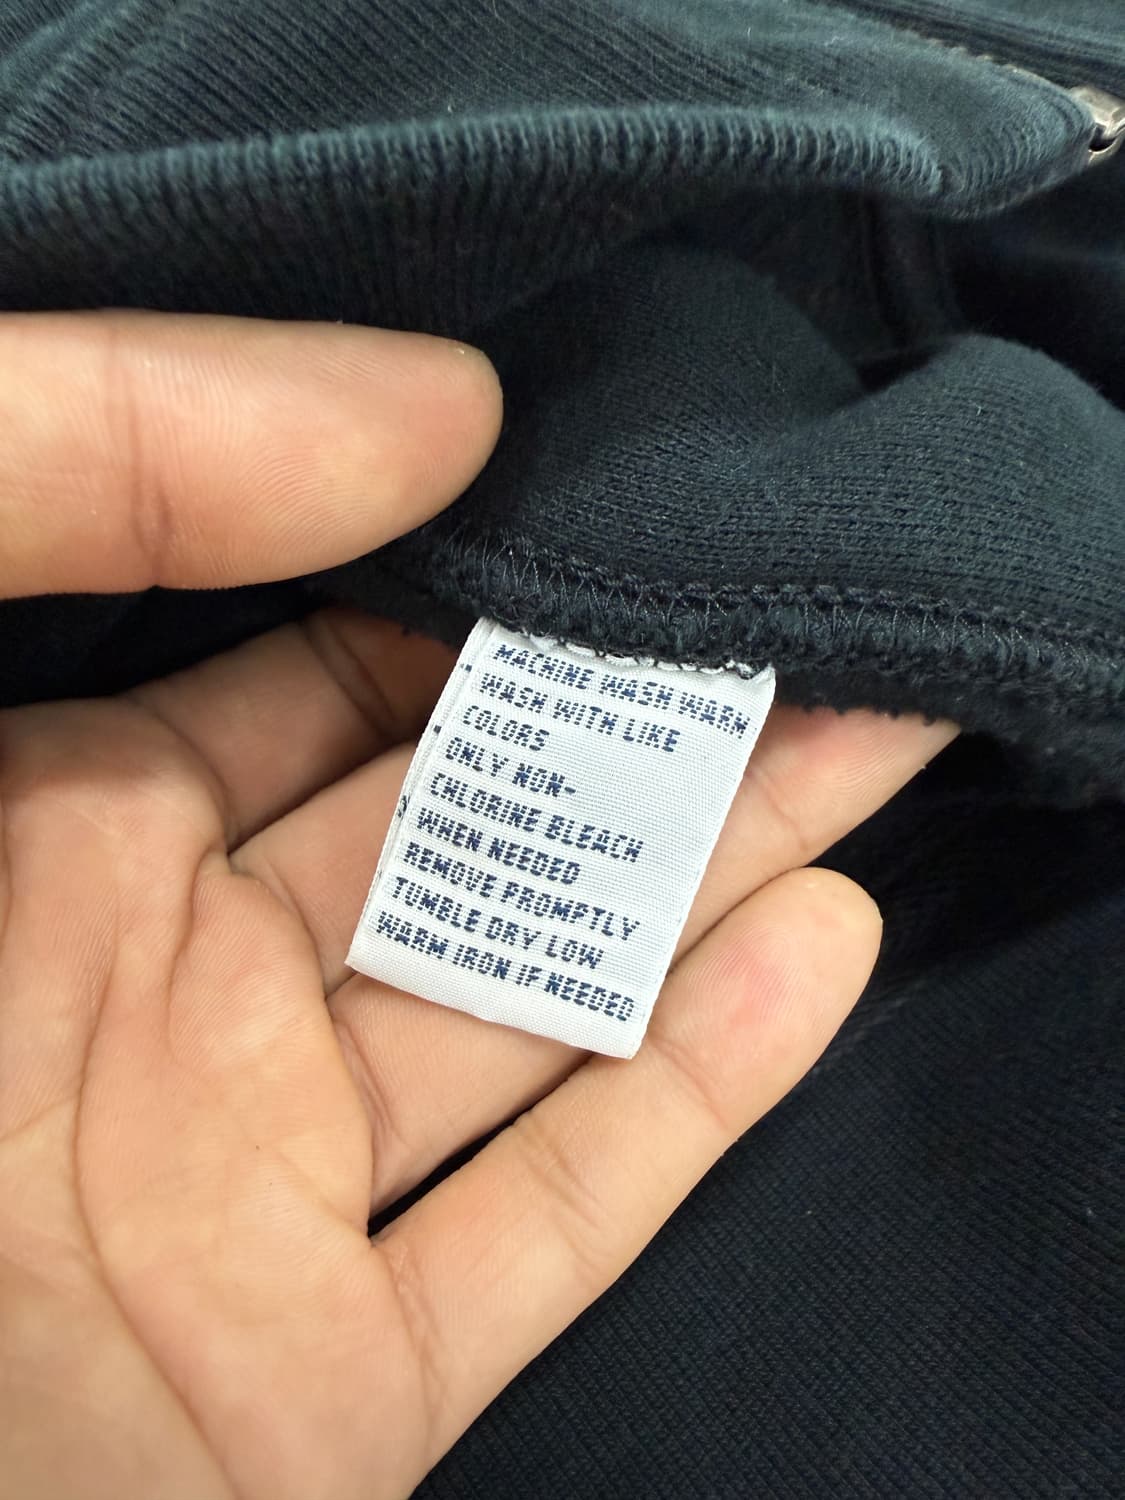 MACHINE WASH WARM
WASH WITH LIKE
COLORS
ONLY NON-
CHLORINE BLEACH
WHEN NEEDED
REMOVE PROMPTLY
TUMBLE DRY LOW
WARM IRON IF NEEDED